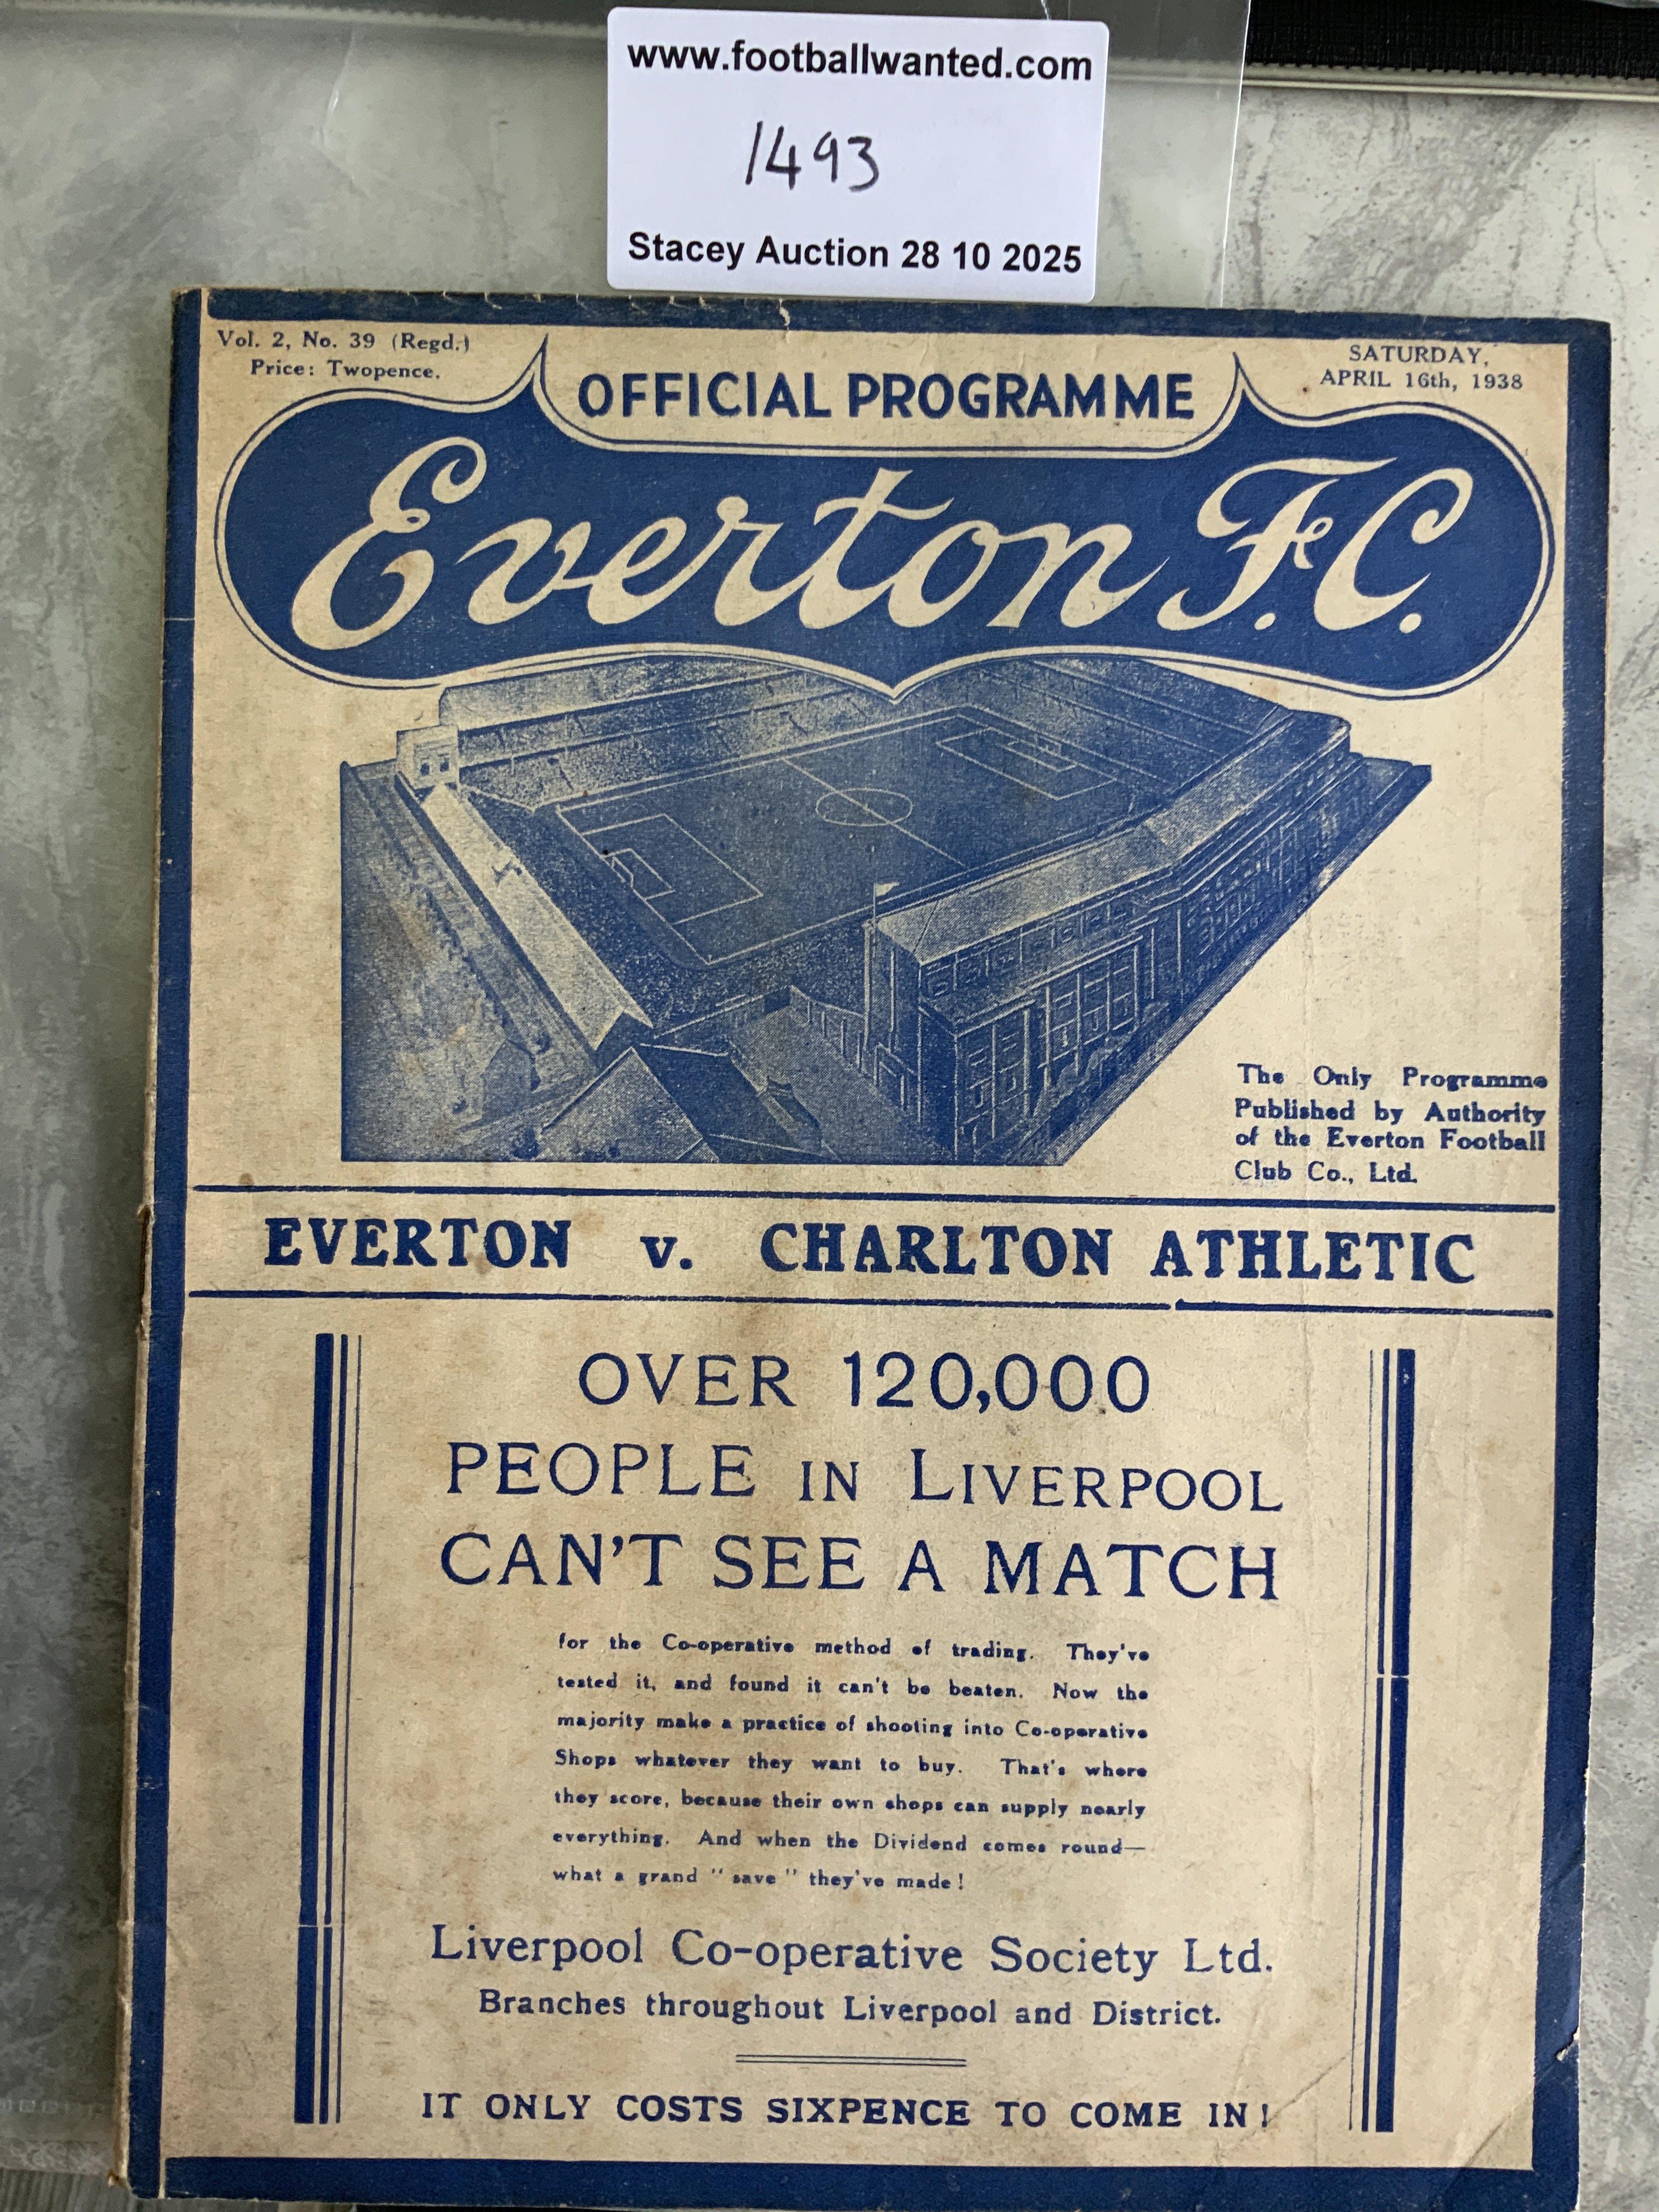 www.footballwanted.com
1493
Stacey Auction 28 10 2025
Vol. 2, No. 39 (Regd.)
Price: Twopence.
SATURDAY,
APRIL 16th, 1938
OFFICIAL PROGRAMME
Everton F.C.
The Only Programme
Published by Authority
of the Everton Football
Club Co., Ltd.
EVERTON v. CHARLTON ATHLETIC
OVER 120,000
PEOPLE IN LIVERPOOL
CAN'T SEE A MATCH
for the Co-operative method of trading. They've
tested it, and found it can't be beaten. Now the
majority make a practice of shooting into Co-operative
Shops whatever they want to buy. That's where
they score, because their own shops can supply nearly
everything. And when the Dividend comes round—
what a grand "save" they've made!
Liverpool Co-operative Society Ltd.
Branches throughout Liverpool and District.
IT ONLY COSTS SIXPENCE TO COME IN!